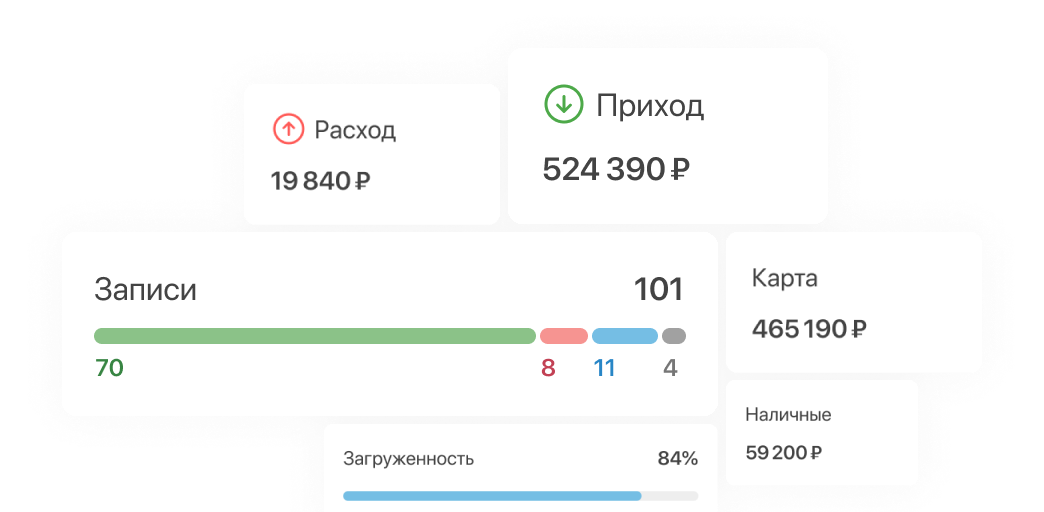 Расход
19 840 ₽
Приход
524 390 ₽
Записи 101
70 8 11 4
Карта
465 190 ₽
Наличные
59 200 ₽
Загруженность 84%